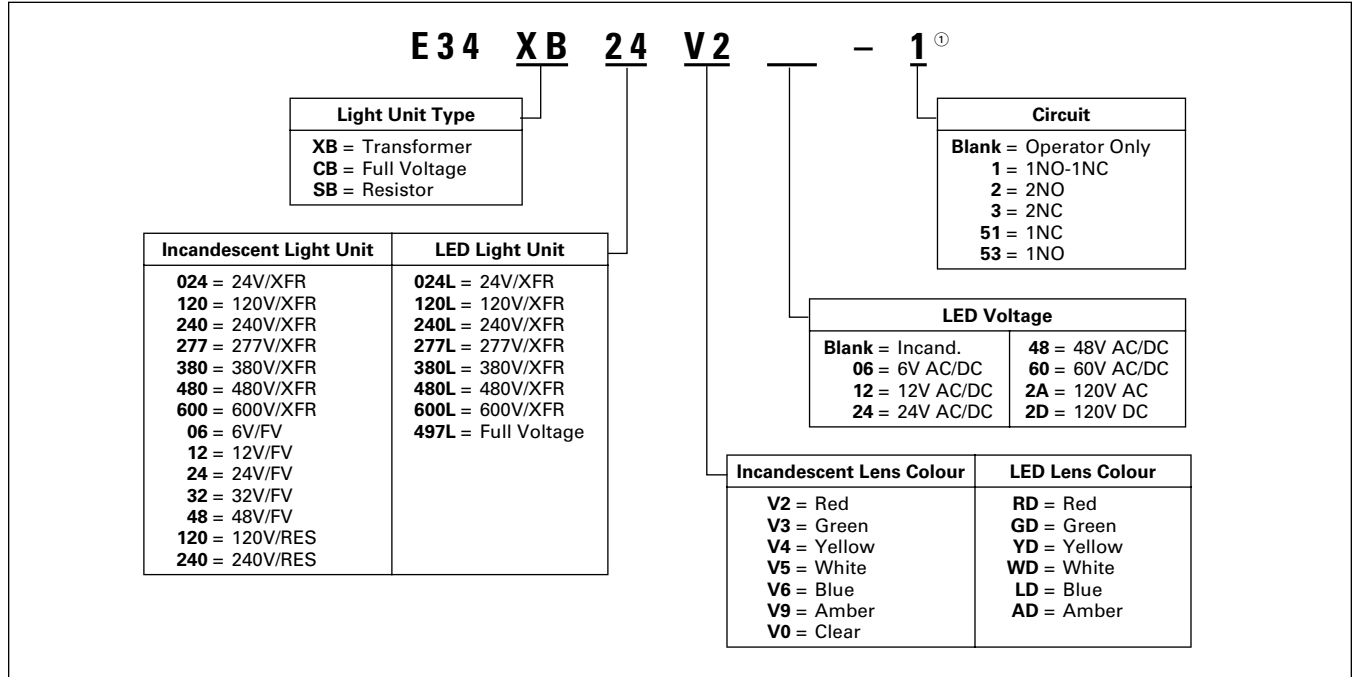 E34 XB 24 V2 __ – 1 ①
Light Unit Type
XB = Transformer
CB = Full Voltage
SB = Resistor
Circuit
Blank = Operator Only
1 = 1NO-1NC
2 = 2NO
3 = 2NC
51 = 1NC
53 = 1NO
Incandescent Light Unit
024 = 24V/XFR
120 = 120V/XFR
240 = 240V/XFR
277 = 277V/XFR
380 = 380V/XFR
480 = 480V/XFR
600 = 600V/XFR
06 = 6V/FV
12 = 12V/FV
24 = 24V/FV
32 = 32V/FV
48 = 48V/FV
120 = 120V/RES
240 = 240V/RES
LED Light Unit
024L = 24V/XFR
120L = 120V/XFR
240L = 240V/XFR
277L = 277V/XFR
380L = 380V/XFR
480L = 480V/XFR
600L = 600V/XFR
497L = Full Voltage
LED Voltage
Blank = Incand.
06 = 6V AC/DC
12 = 12V AC/DC
24 = 24V AC/DC
48 = 48V AC/DC
60 = 60V AC/DC
2A = 120V AC
2D = 120V DC
Incandescent Lens Colour
V2 = Red
V3 = Green
V4 = Yellow
V5 = White
V6 = Blue
V9 = Amber
V0 = Clear
LED Lens Colour
RD = Red
GD = Green
YD = Yellow
WD = White
LD = Blue
AD = Amber